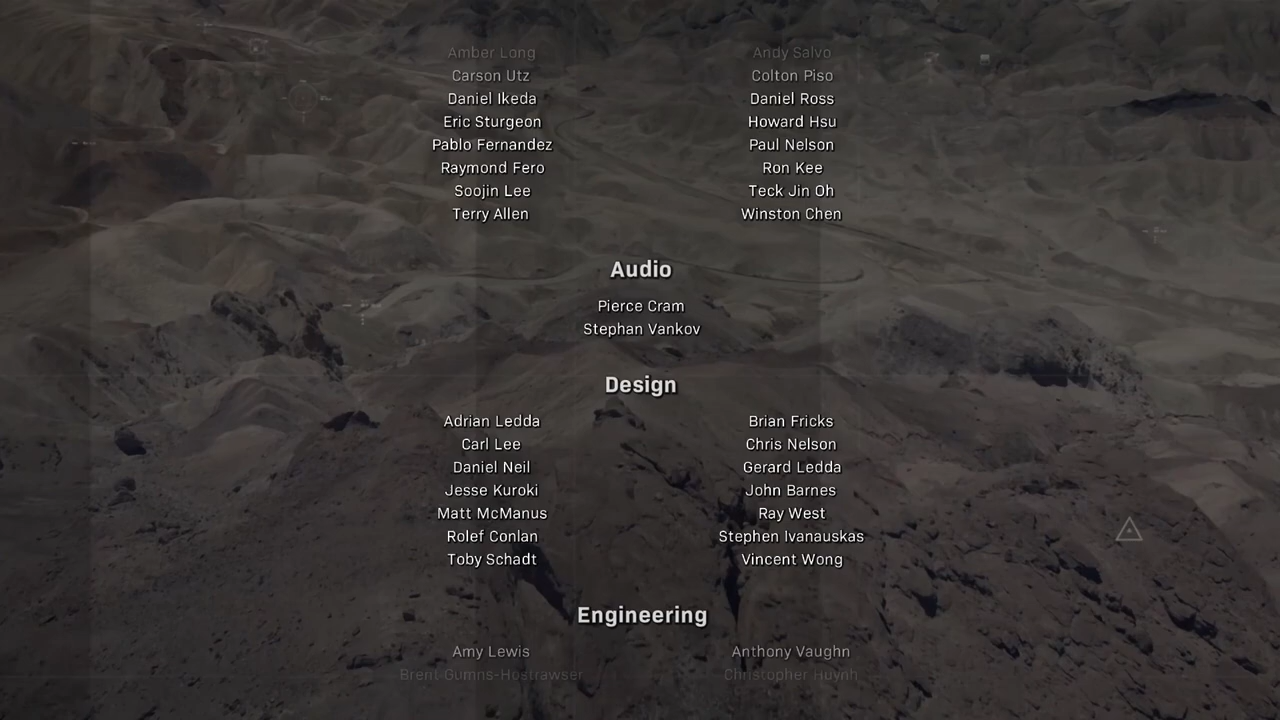 Amber Long Andy Salvo
Carson Utz Colton Piso
Daniel Ikeda Daniel Ross
Eric Sturgeon Howard Hsu
Pablo Fernandez Paul Nelson
Raymond Fero Ron Kee
Soojin Lee Teck Jin Oh
Terry Allen Winston Chen
Audio
Pierce Cram
Stephan Vankov
Design
Adrian Ledda Brian Fricks
Carl Lee Chris Nelson
Daniel Neil Gerard Ledda
Jesse Kuroki John Barnes
Matt McManus Ray West
Rolef Conlan Stephen Ivanauskas
Toby Schadt Vincent Wong
Engineering
Amy Lewis Anthony Vaughn
Brent Gumns-Hostrawser Christopher Huynh